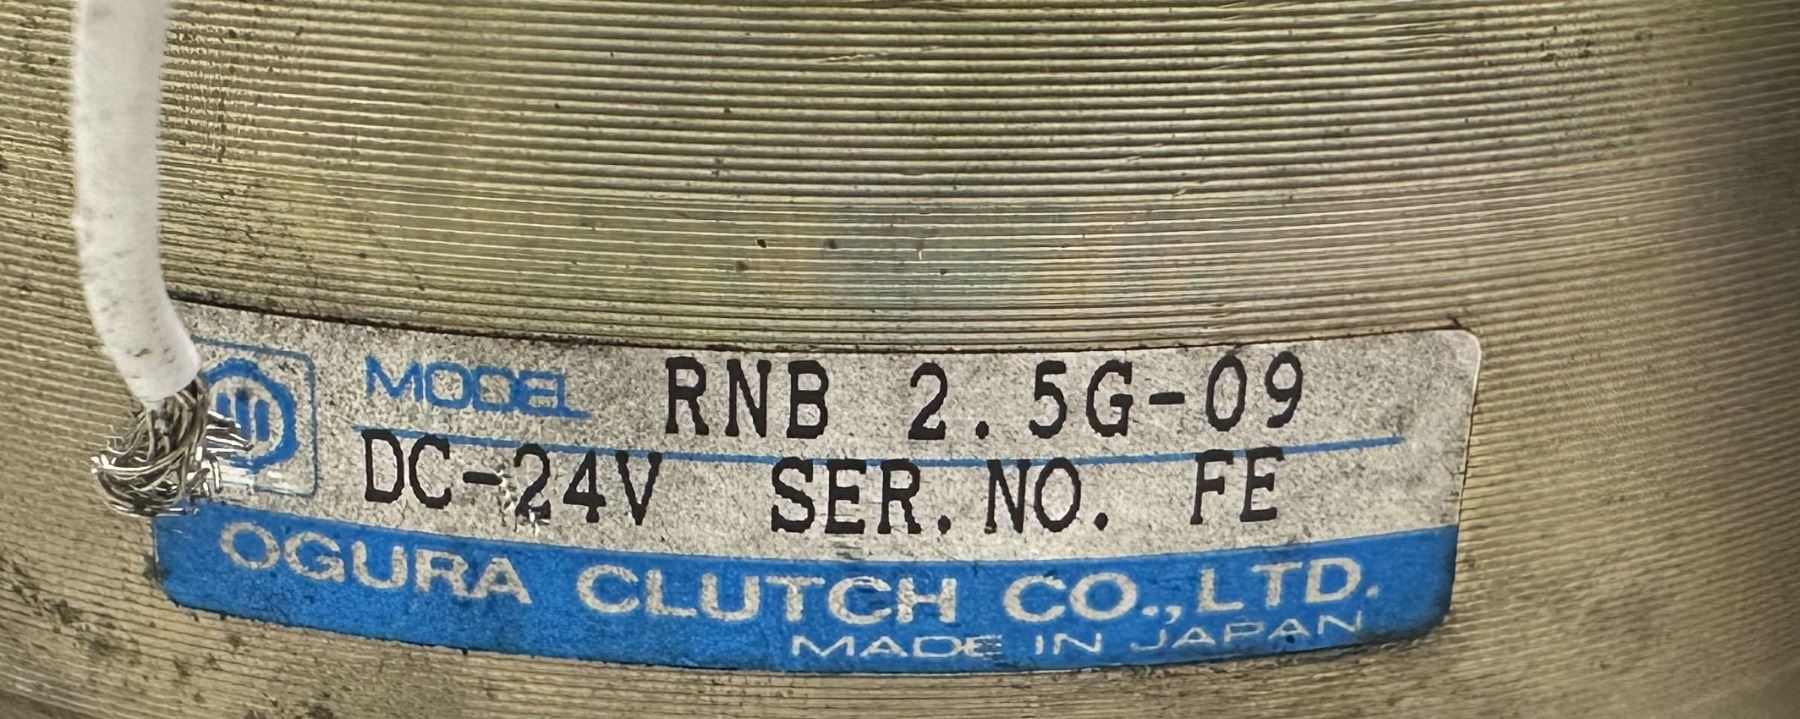 MODEL RNB 2.5G-09
DC-24V SER.NO. FE
OGURA CLUTCH CO.,LTD.
MADE IN JAPAN